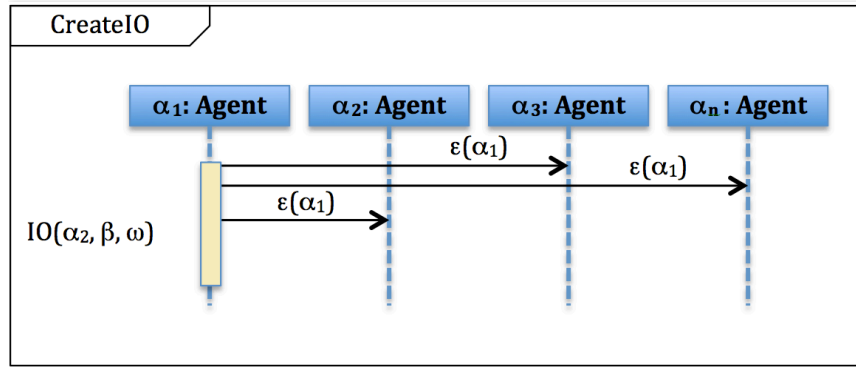 CreateIO
α₁: Agent
α₂: Agent
α₃: Agent
αₙ: Agent
ε(α₁)
ε(α₁)
ε(α₁)
IO(α₂, β, ω)